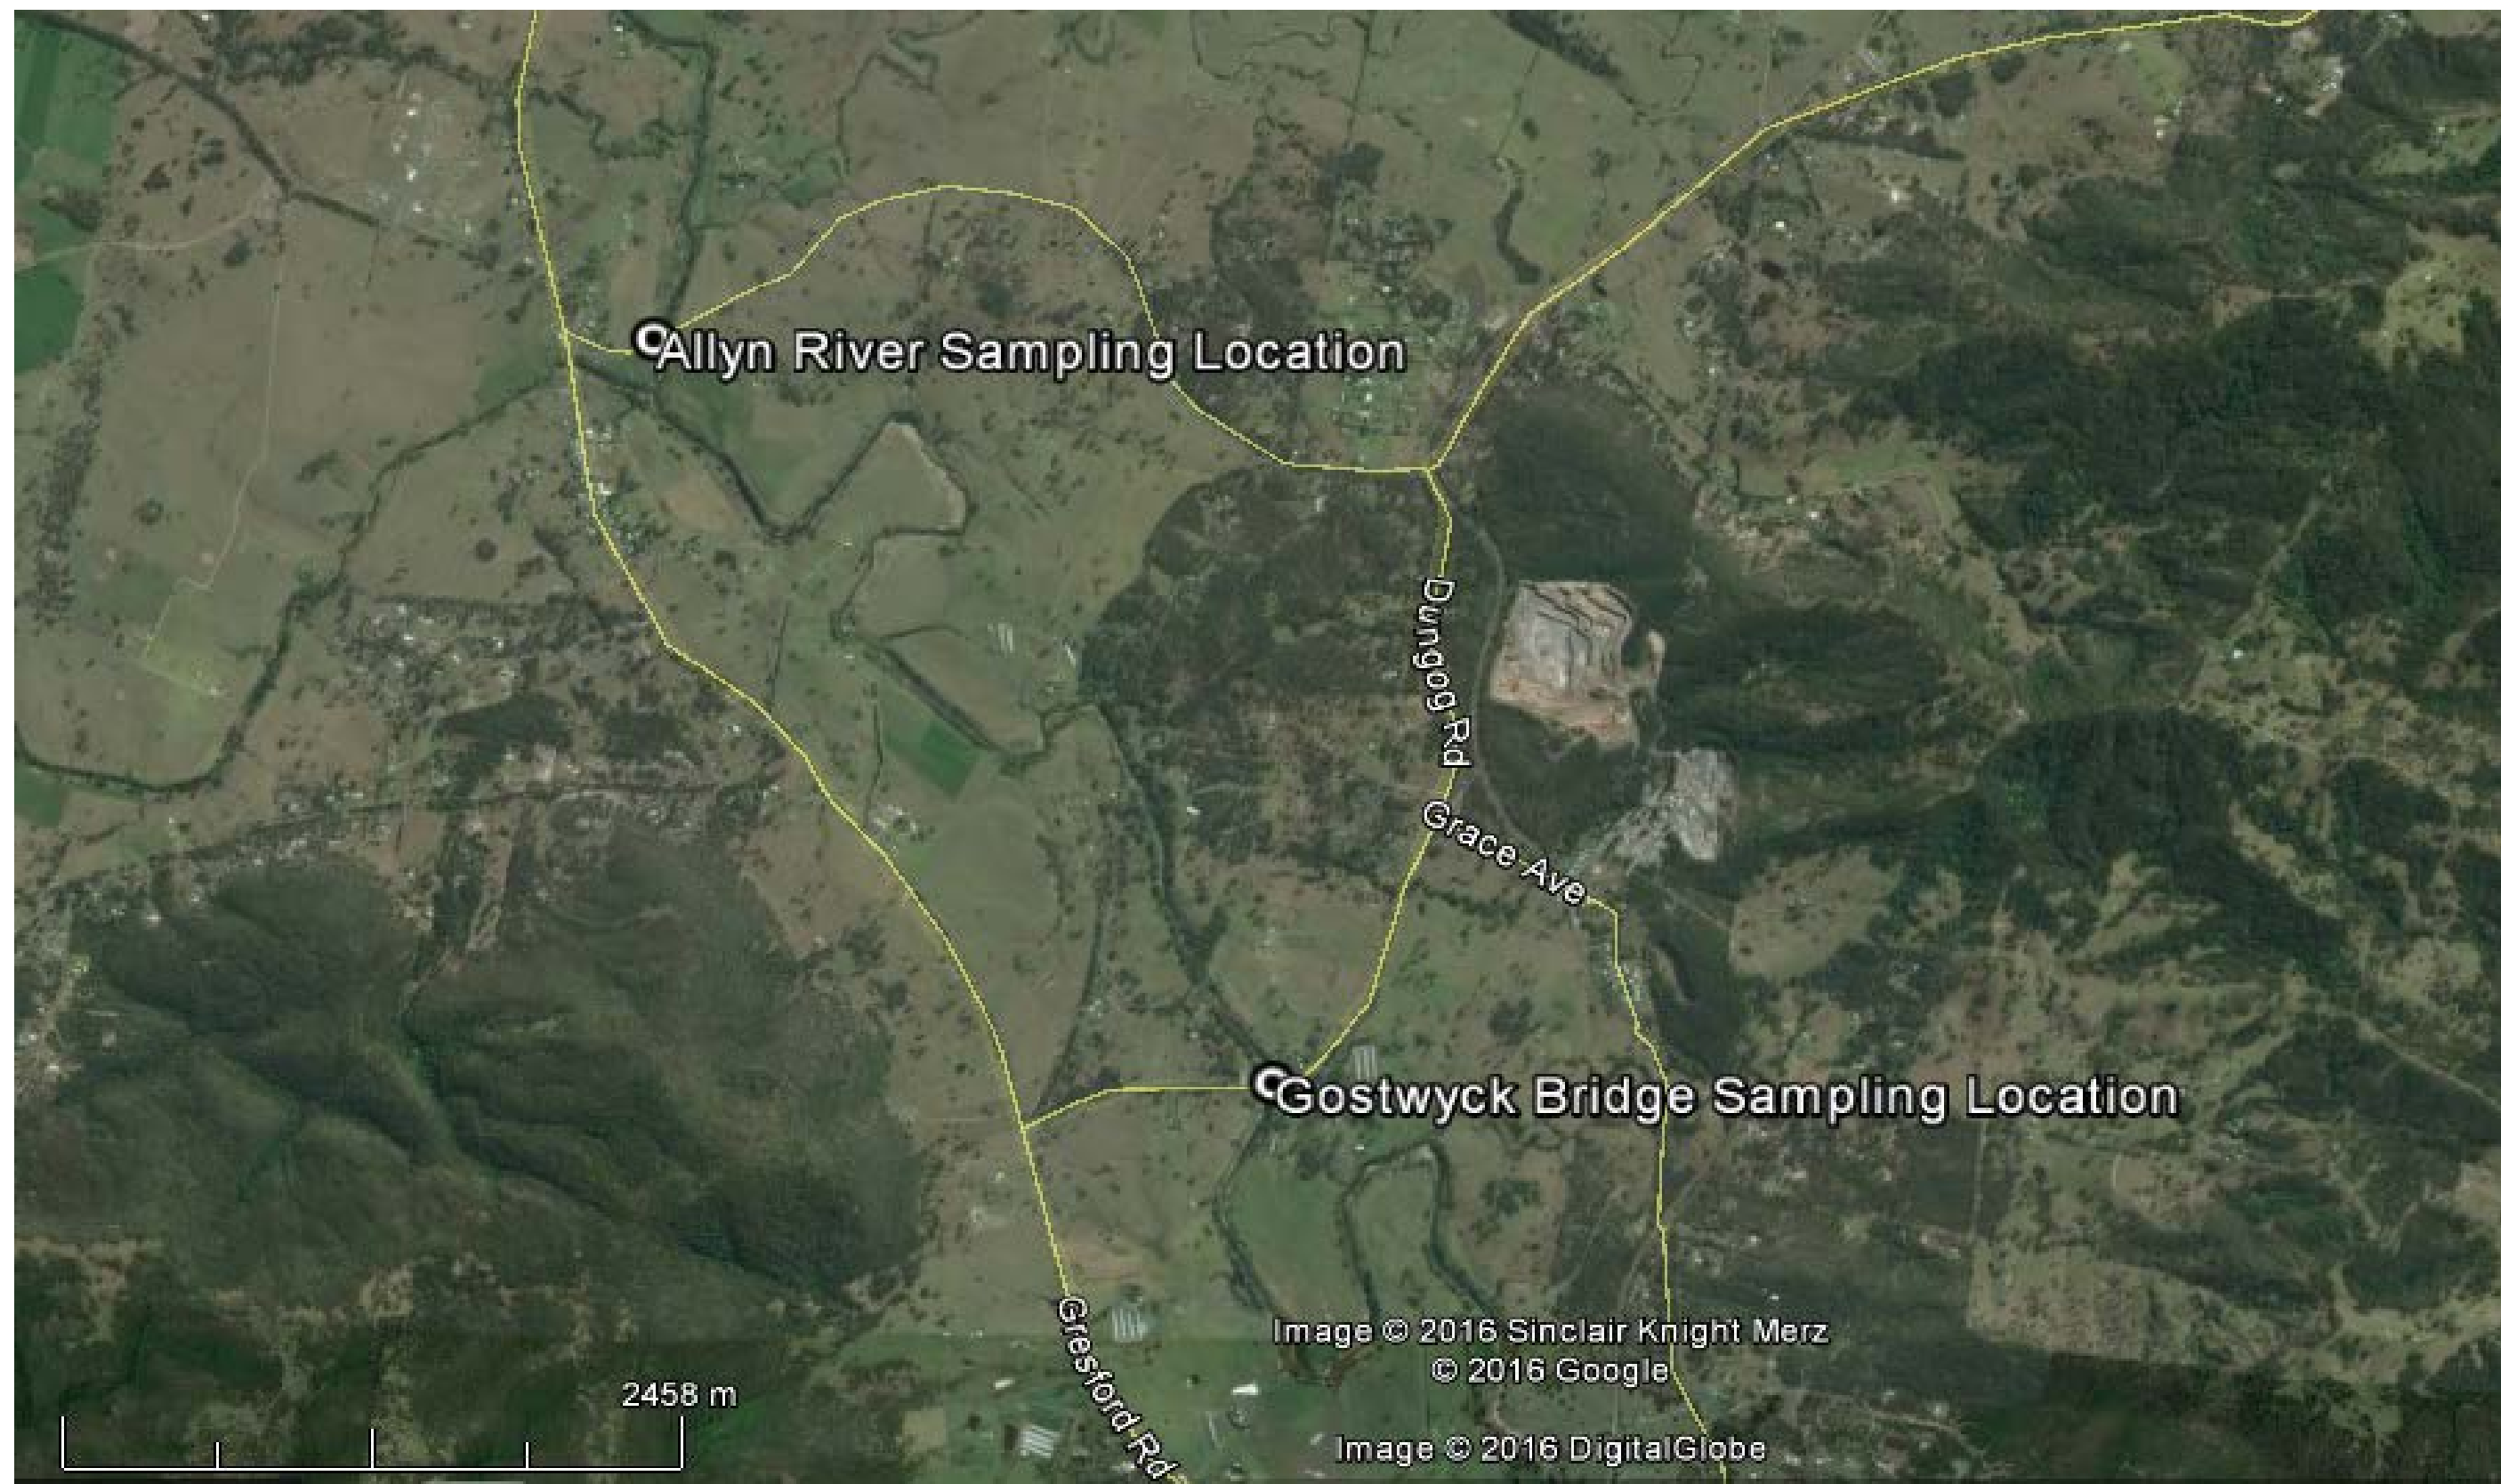 Allyn River Sampling Location
Dungog Rd
Grace Ave
Gostwyck Bridge Sampling Location
Gresford Rd
Image © 2016 Sinclair Knight Merz
© 2016 Google
2458 m
Image © 2016 DigitalGlobe